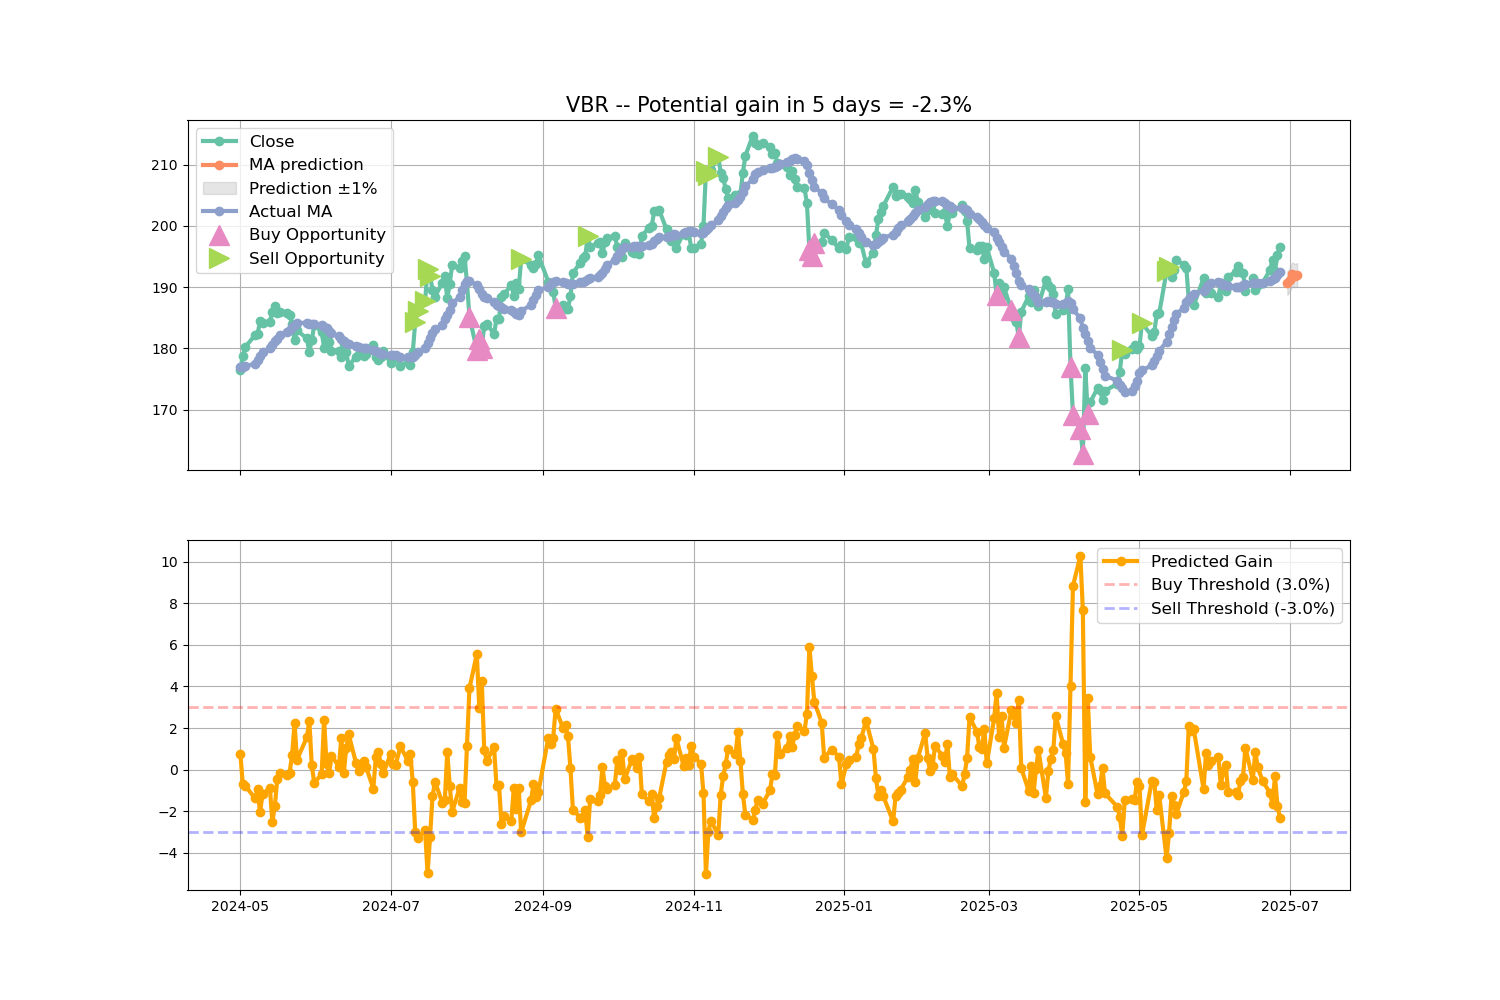 VBR -- Potential gain in 5 days = -2.3%
Close
MA prediction
Prediction ±1%
Actual MA
Buy Opportunity
Sell Opportunity
210
200
190
180
170
Predicted Gain
Buy Threshold (3.0%)
Sell Threshold (-3.0%)
10
8
6
4
2
0
−2
−4
2024-05 2024-07 2024-09 2024-11 2025-01 2025-03 2025-05 2025-07